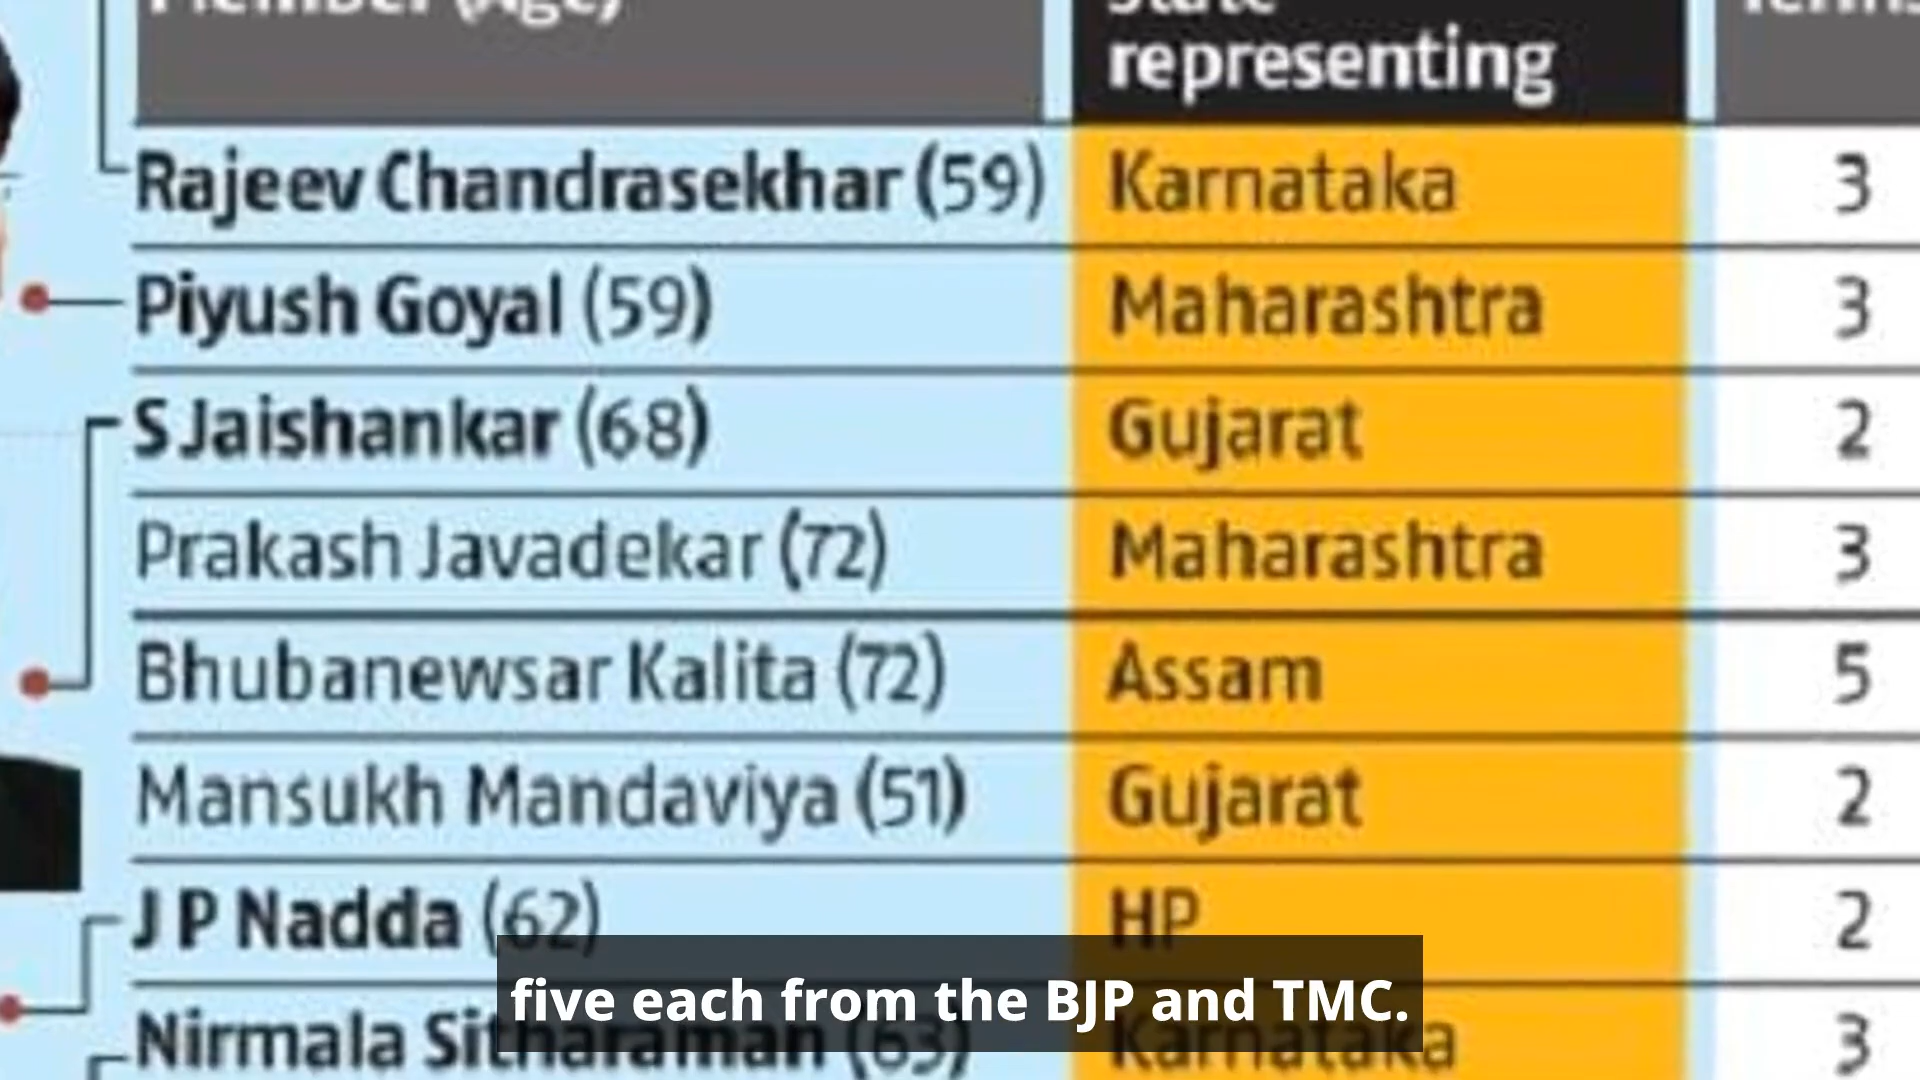 Member (Age)
State
representing
Terms
Rajeev Chandrasekhar (59) Karnataka 3
Piyush Goyal (59) Maharashtra 3
S Jaishankar (68) Gujarat 2
Prakash Javadekar (72) Maharashtra 3
Bhubanewsar Kalita (72) Assam 5
Mansukh Mandaviya (51) Gujarat 2
J P Nadda (62) HP 2
Nirmala Sitharaman (63) Karnataka 3
five each from the BJP and TMC.